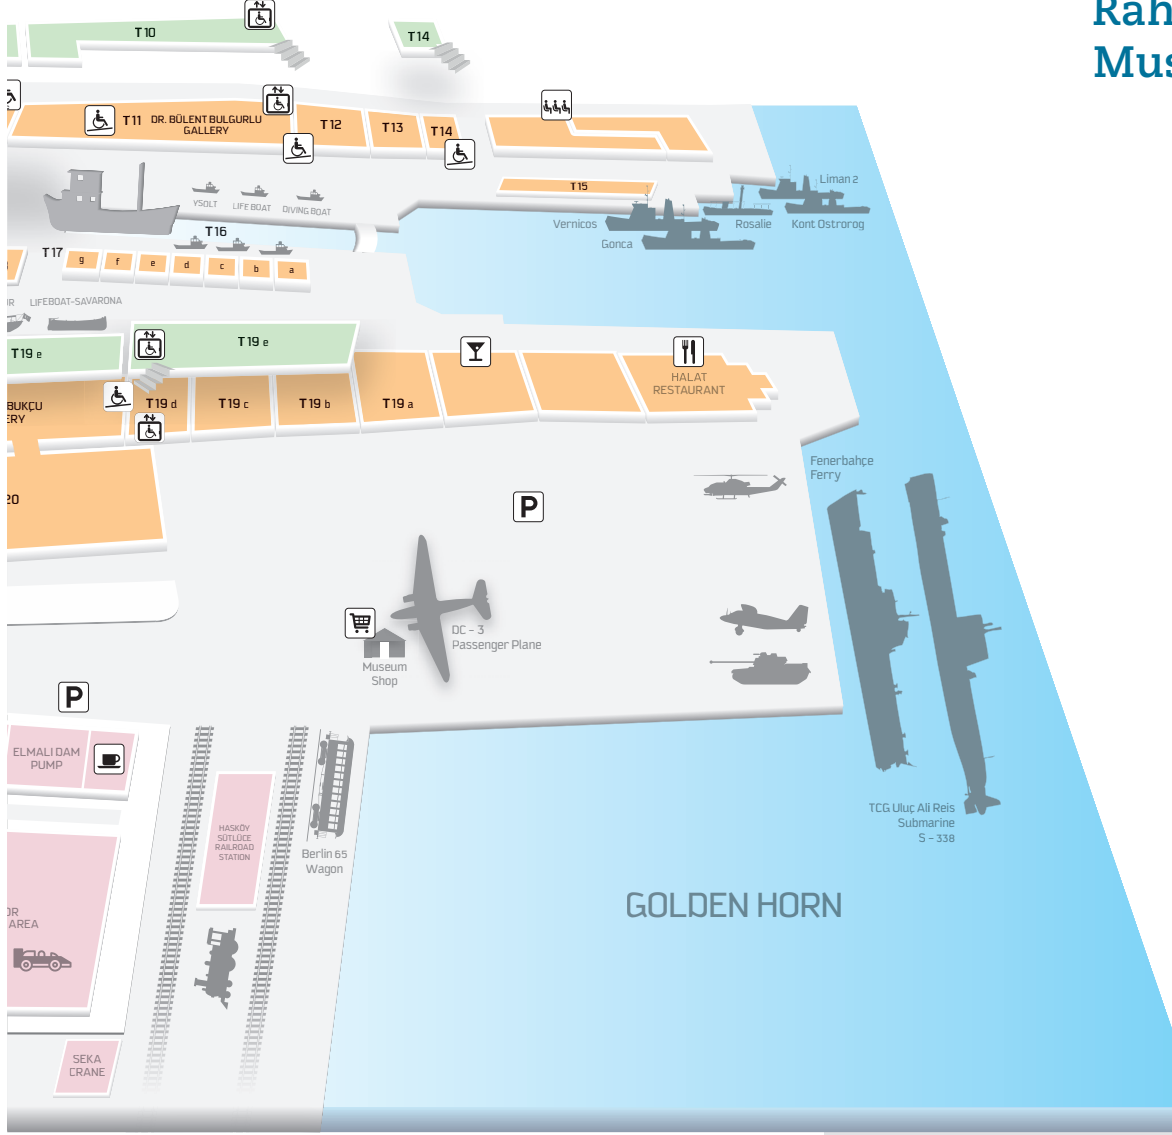 Rah
Mus
T10
T14
T11 DR. BÜLENT BULGURLU
GALLERY
T12
T13
T14
T15
Liman 2
YSOLT
LIFE BOAT
DIVING BOAT
Vernicos
Rosalie
Kont Ostrorog
T16
Gonca
T17
g
f
e
d
c
b
a
UR
LIFEBOAT-SAVARONA
T19 e
T19 e
HALAT
RESTAURANT
BUKÇU
ERY
T19 d
T19 c
T19 b
T19 a
Fenerbahçe
Ferry
20
P
DC – 3
Passenger Plane
Museum
Shop
P
ELMALI DAM
PUMP
TCG Uluç Ali Reis
Submarine
S – 338
HASKÖY
SÜTLÜCE
RAILROAD
STATION
Berlin 65
Wagon
GOLDEN HORN
OR
AREA
SEKA
CRANE